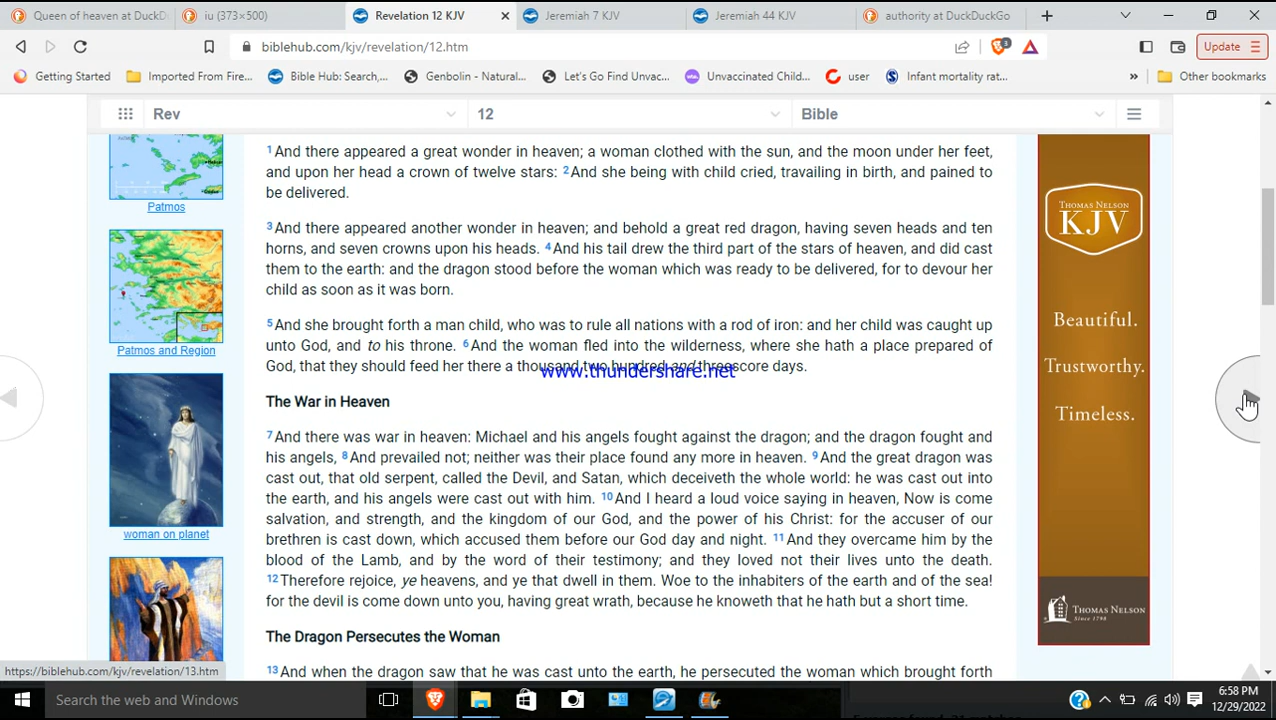 Queen of heaven at DuckD
iu (373×500)
Revelation 12 KJV
Jeremiah 7 KJV
Jeremiah 44 KJV
authority at DuckDuckGo
biblehub.com/kjv/revelation/12.htm
3
Update
Getting Started
Imported From Fire...
Bible Hub: Search,...
Genbolin - Natural...
Let's Go Find Unvac...
Unvaccinated Child...
user
Infant mortality rat...
»
Other bookmarks
Rev
12
Bible
1 And there appeared a great wonder in heaven; a woman clothed with the sun, and the moon under her feet,
and upon her head a crown of twelve stars: 2 And she being with child cried, travailing in birth, and pained to
be delivered.
3 And there appeared another wonder in heaven; and behold a great red dragon, having seven heads and ten
horns, and seven crowns upon his heads. 4 And his tail drew the third part of the stars of heaven, and did cast
them to the earth: and the dragon stood before the woman which was ready to be delivered, for to devour her
child as soon as it was born.
5 And she brought forth a man child, who was to rule all nations with a rod of iron: and her child was caught up
unto God, and to his throne. 6 And the woman fled into the wilderness, where she hath a place prepared of
God, that they should feed her there a thousand two hundred and threescore days.
www.thundershare.net
The War in Heaven
7 And there was war in heaven: Michael and his angels fought against the dragon; and the dragon fought and
his angels, 8 And prevailed not; neither was their place found any more in heaven. 9 And the great dragon was
cast out, that old serpent, called the Devil, and Satan, which deceiveth the whole world: he was cast out into
the earth, and his angels were cast out with him. 10 And I heard a loud voice saying in heaven, Now is come
salvation, and strength, and the kingdom of our God, and the power of his Christ: for the accuser of our
brethren is cast down, which accused them before our God day and night. 11 And they overcame him by the
blood of the Lamb, and by the word of their testimony; and they loved not their lives unto the death.
12 Therefore rejoice, ye heavens, and ye that dwell in them. Woe to the inhabiters of the earth and of the sea!
for the devil is come down unto you, having great wrath, because he knoweth that he hath but a short time.
The Dragon Persecutes the Woman
13 And when the dragon saw that he was cast unto the earth, he persecuted the woman which brought forth
Patmos
Patmos and Region
woman on planet
THOMAS NELSON
KJV
Beautiful.
Trustworthy.
Timeless.
THOMAS NELSON
Since 1798
https://biblehub.com/kjv/revelation/13.htm
Search the web and Windows
6:58 PM
12/29/2022